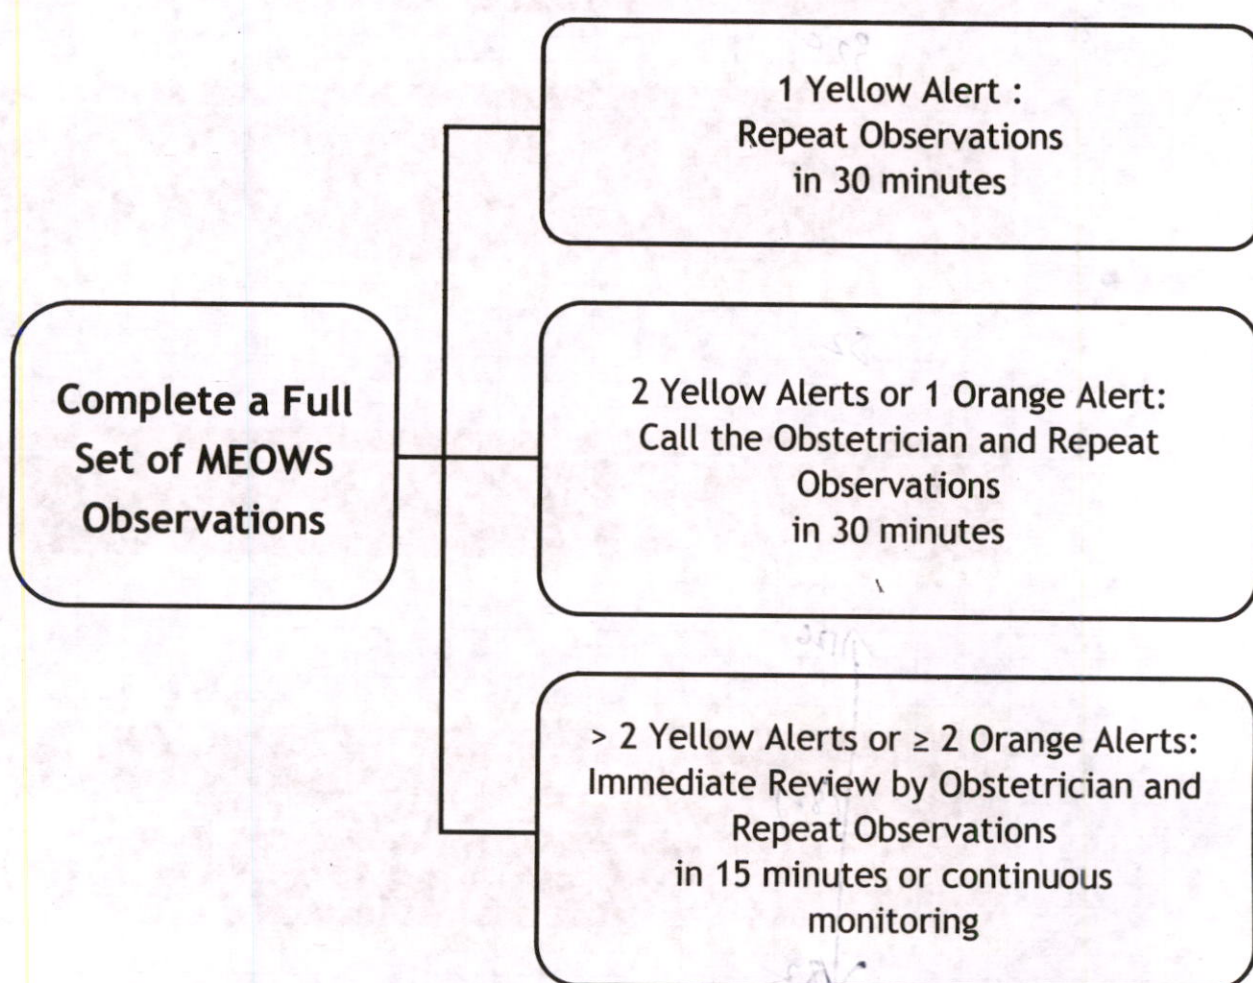 1 Yellow Alert :
Repeat Observations
in 30 minutes
Complete a Full
Set of MEOWS
Observations
2 Yellow Alerts or 1 Orange Alert:
Call the Obstetrician and Repeat
Observations
in 30 minutes
> 2 Yellow Alerts or ≥ 2 Orange Alerts:
Immediate Review by Obstetrician and
Repeat Observations
in 15 minutes or continuous
monitoring